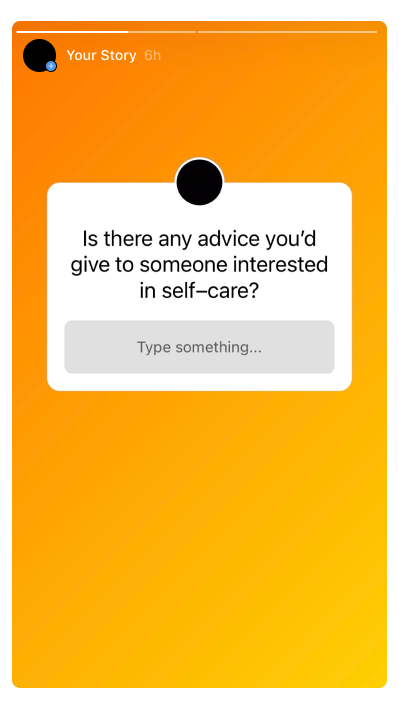 Your Story 6h
Is there any advice you’d
give to someone interested
in self–care?
Type something...